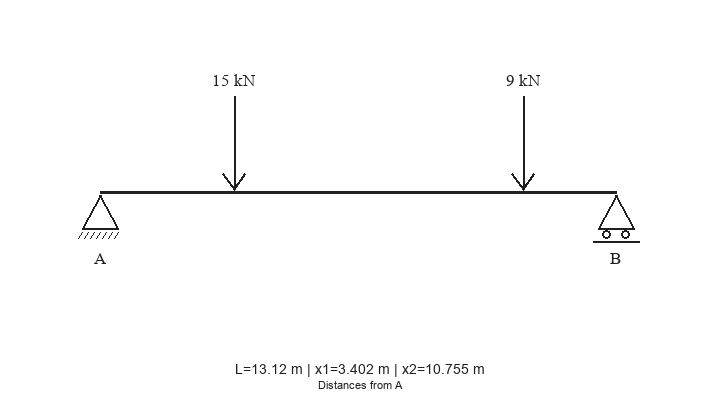 15 kN 9 kN
A B
L=13.12 m | x1=3.402 m | x2=10.755 m
Distances from A